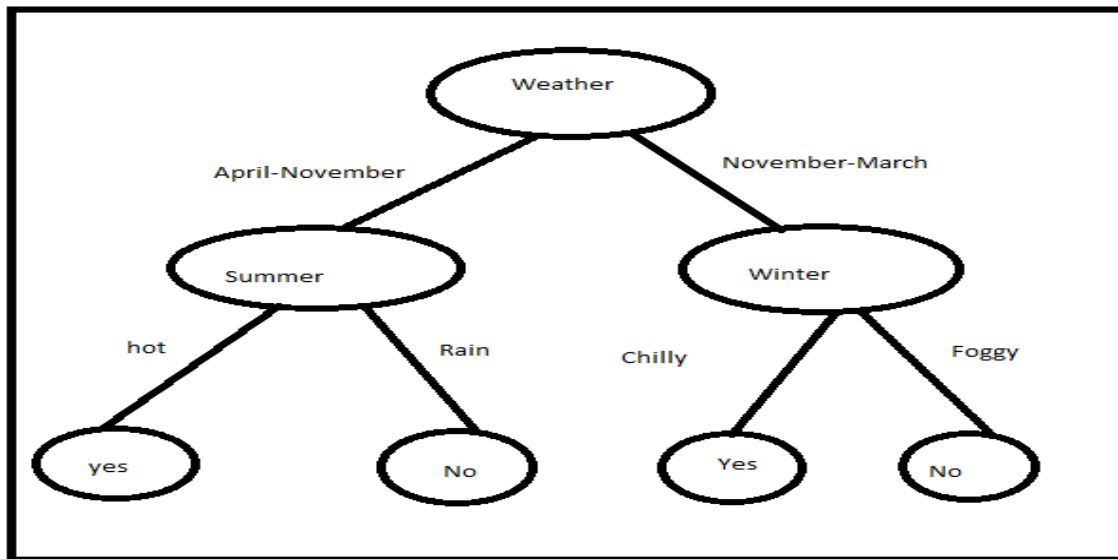 Weather
April-November
November-March
Summer
Winter
hot
Rain
Chilly
Foggy
yes
No
Yes
No